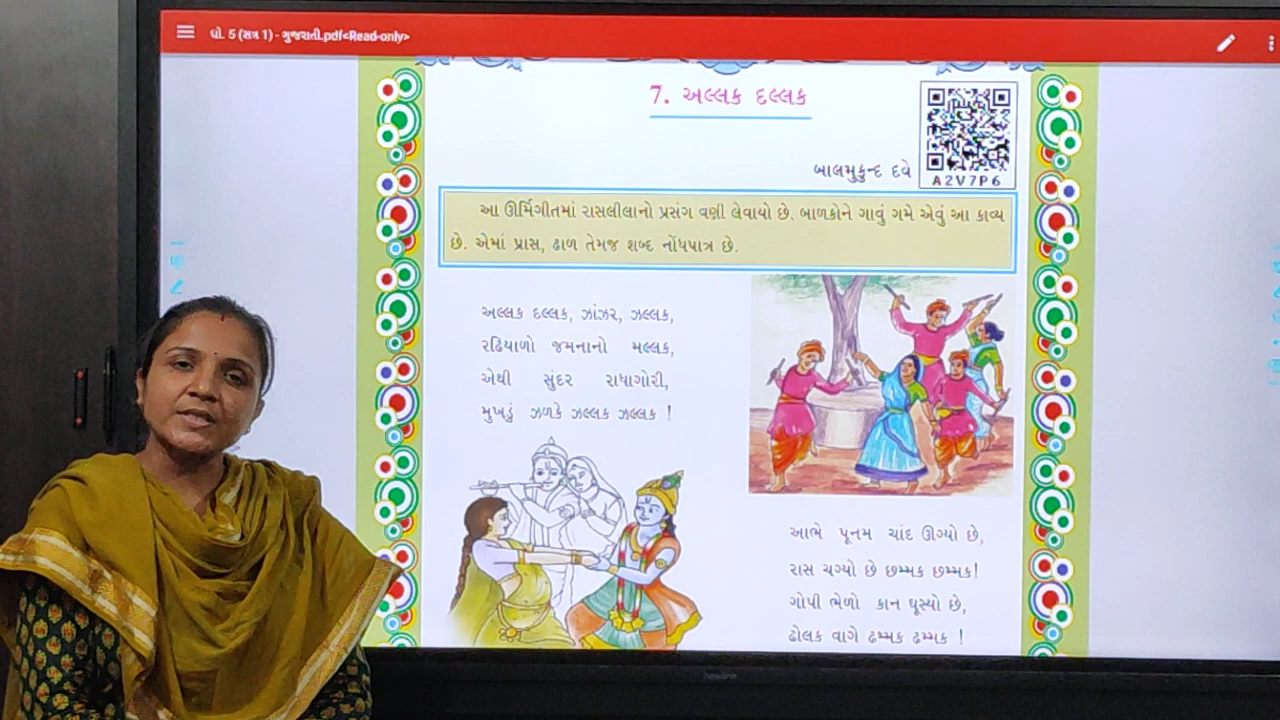 ધો. 5 (સત્ર 1) - ગુજરાતી.pdf<Read-only>
7. અલ્લક દલ્લક
A2V7P6
બાલમુકુન્દ દવે
આ ઊર્મિગીતમાં રાસલીલાનો પ્રસંગ વણી લેવાયો છે. બાળકોને ગાવું ગમે એવું આ કાવ્ય
છે. એમાં પ્રાસ, ઢાળ તેમજ શબ્દ નોંધપાત્ર છે.
અલ્લક દલ્લક, ઝાંઝર, ઝલ્લક,
રઢિયાળો જમનાનો મલ્લક,
એથી સુંદર રાધાગોરી,
મુખડું ઝળકે ઝલ્લક ઝલ્લક !
આભે પૂનમ ચાંદ ઊગ્યો છે,
રાસ ચગ્યો છે છમ્મક છમ્મક!
ગોપી ભેળો કાન ઘૂસ્યો છે,
ઢોલક વાગે ઢમ્મક ઢમ્મક !